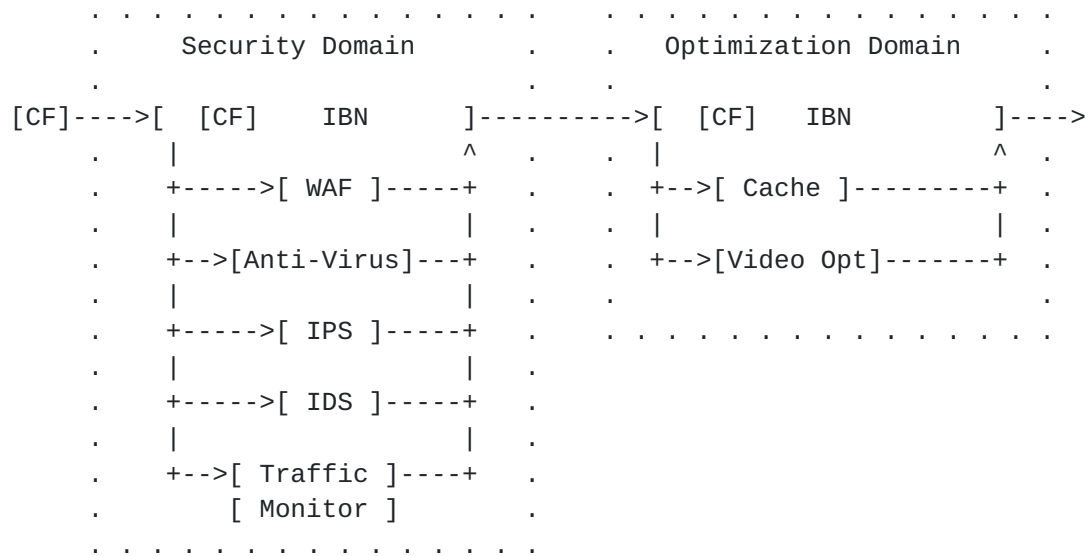 . . . . . . . . . . . . . . .    . . . . . . . . . . . . . . .
.     Security Domain       .    .   Optimization Domain     .
.                           .    .                           .
[CF]---->[  [CF]    IBN      ]---------->[  [CF]   IBN         ]---->
.    |                  ^   .    .  |                     ^  .
.    +----->[ WAF ]-----+   .    .  +-->[ Cache ]---------+  .
.    |                  |   .    .  |                     |  .
.    +-->[Anti-Virus]---+   .    .  +-->[Video Opt]-------+  .
.    |                  |   .    .                           .
.    +----->[ IPS ]-----+   .    . . . . . . . . . . . . . . .
.    |                  |   .
.    +----->[ IDS ]-----+   .
.    |                  |   .
.    +-->[ Traffic ]----+   .
.        [ Monitor ]        .
. . . . . . . . . . . . . . .